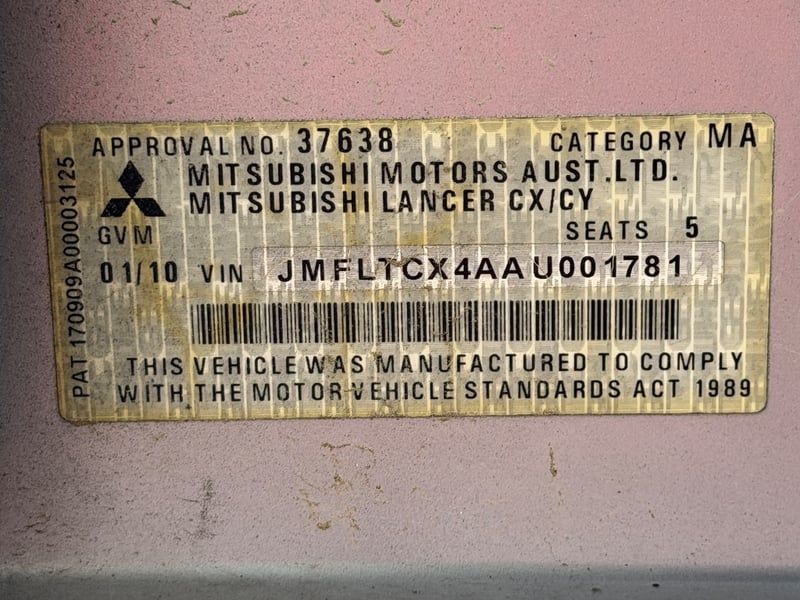 APPROVAL NO. 37638 CATEGORY MA
MITSUBISHI MOTORS AUST.LTD.
MITSUBISHI LANCER CX/CY
GVM SEATS 5
01/10 VIN JMFLTCX4AAU001781
THIS VEHICLE WAS MANUFACTURED TO COMPLY
WITH THE MOTOR VEHICLE STANDARDS ACT 1989
PAT 170909A00003125